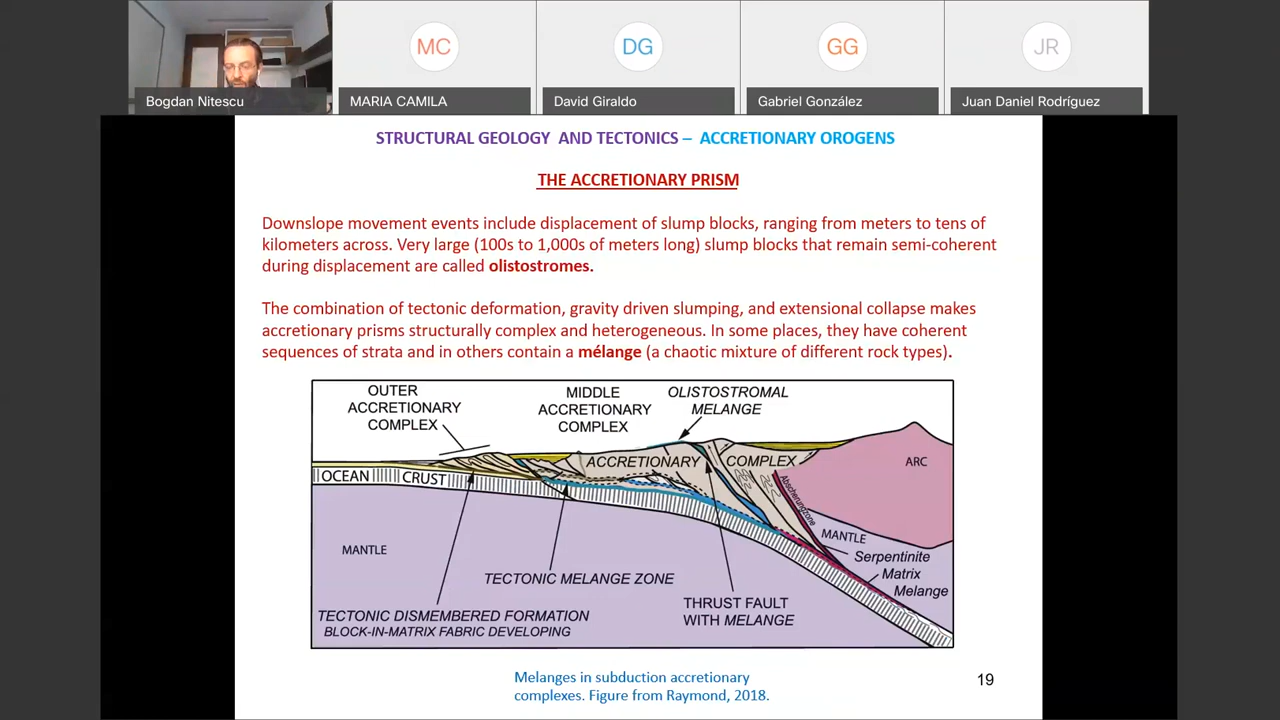 MC
DG
GG
JR
Bogdan Nitescu
MARIA CAMILA
David Giraldo
Gabriel González
Juan Daniel Rodríguez
STRUCTURAL GEOLOGY AND TECTONICS – ACCRETIONARY OROGENS
THE ACCRETIONARY PRISM
Downslope movement events include displacement of slump blocks, ranging from meters to tens of
kilometers across. Very large (100s to 1,000s of meters long) slump blocks that remain semi-coherent
during displacement are called olistostromes.
The combination of tectonic deformation, gravity driven slumping, and extensional collapse makes
accretionary prisms structurally complex and heterogeneous. In some places, they have coherent
sequences of strata and in others contain a mélange (a chaotic mixture of different rock types).
OUTER
ACCRETIONARY
COMPLEX
MIDDLE
ACCRETIONARY
COMPLEX
OLISTOSTROMAL
MELANGE
ACCRETIONARY COMPLEX
ARC
OCEAN CRUST
Abscherungzone
MANTLE
MANTLE
Serpentinite
Matrix
Melange
TECTONIC MELANGE ZONE
THRUST FAULT
WITH MELANGE
TECTONIC DISMEMBERED FORMATION
BLOCK-IN-MATRIX FABRIC DEVELOPING
Melanges in subduction accretionary
complexes. Figure from Raymond, 2018.
19